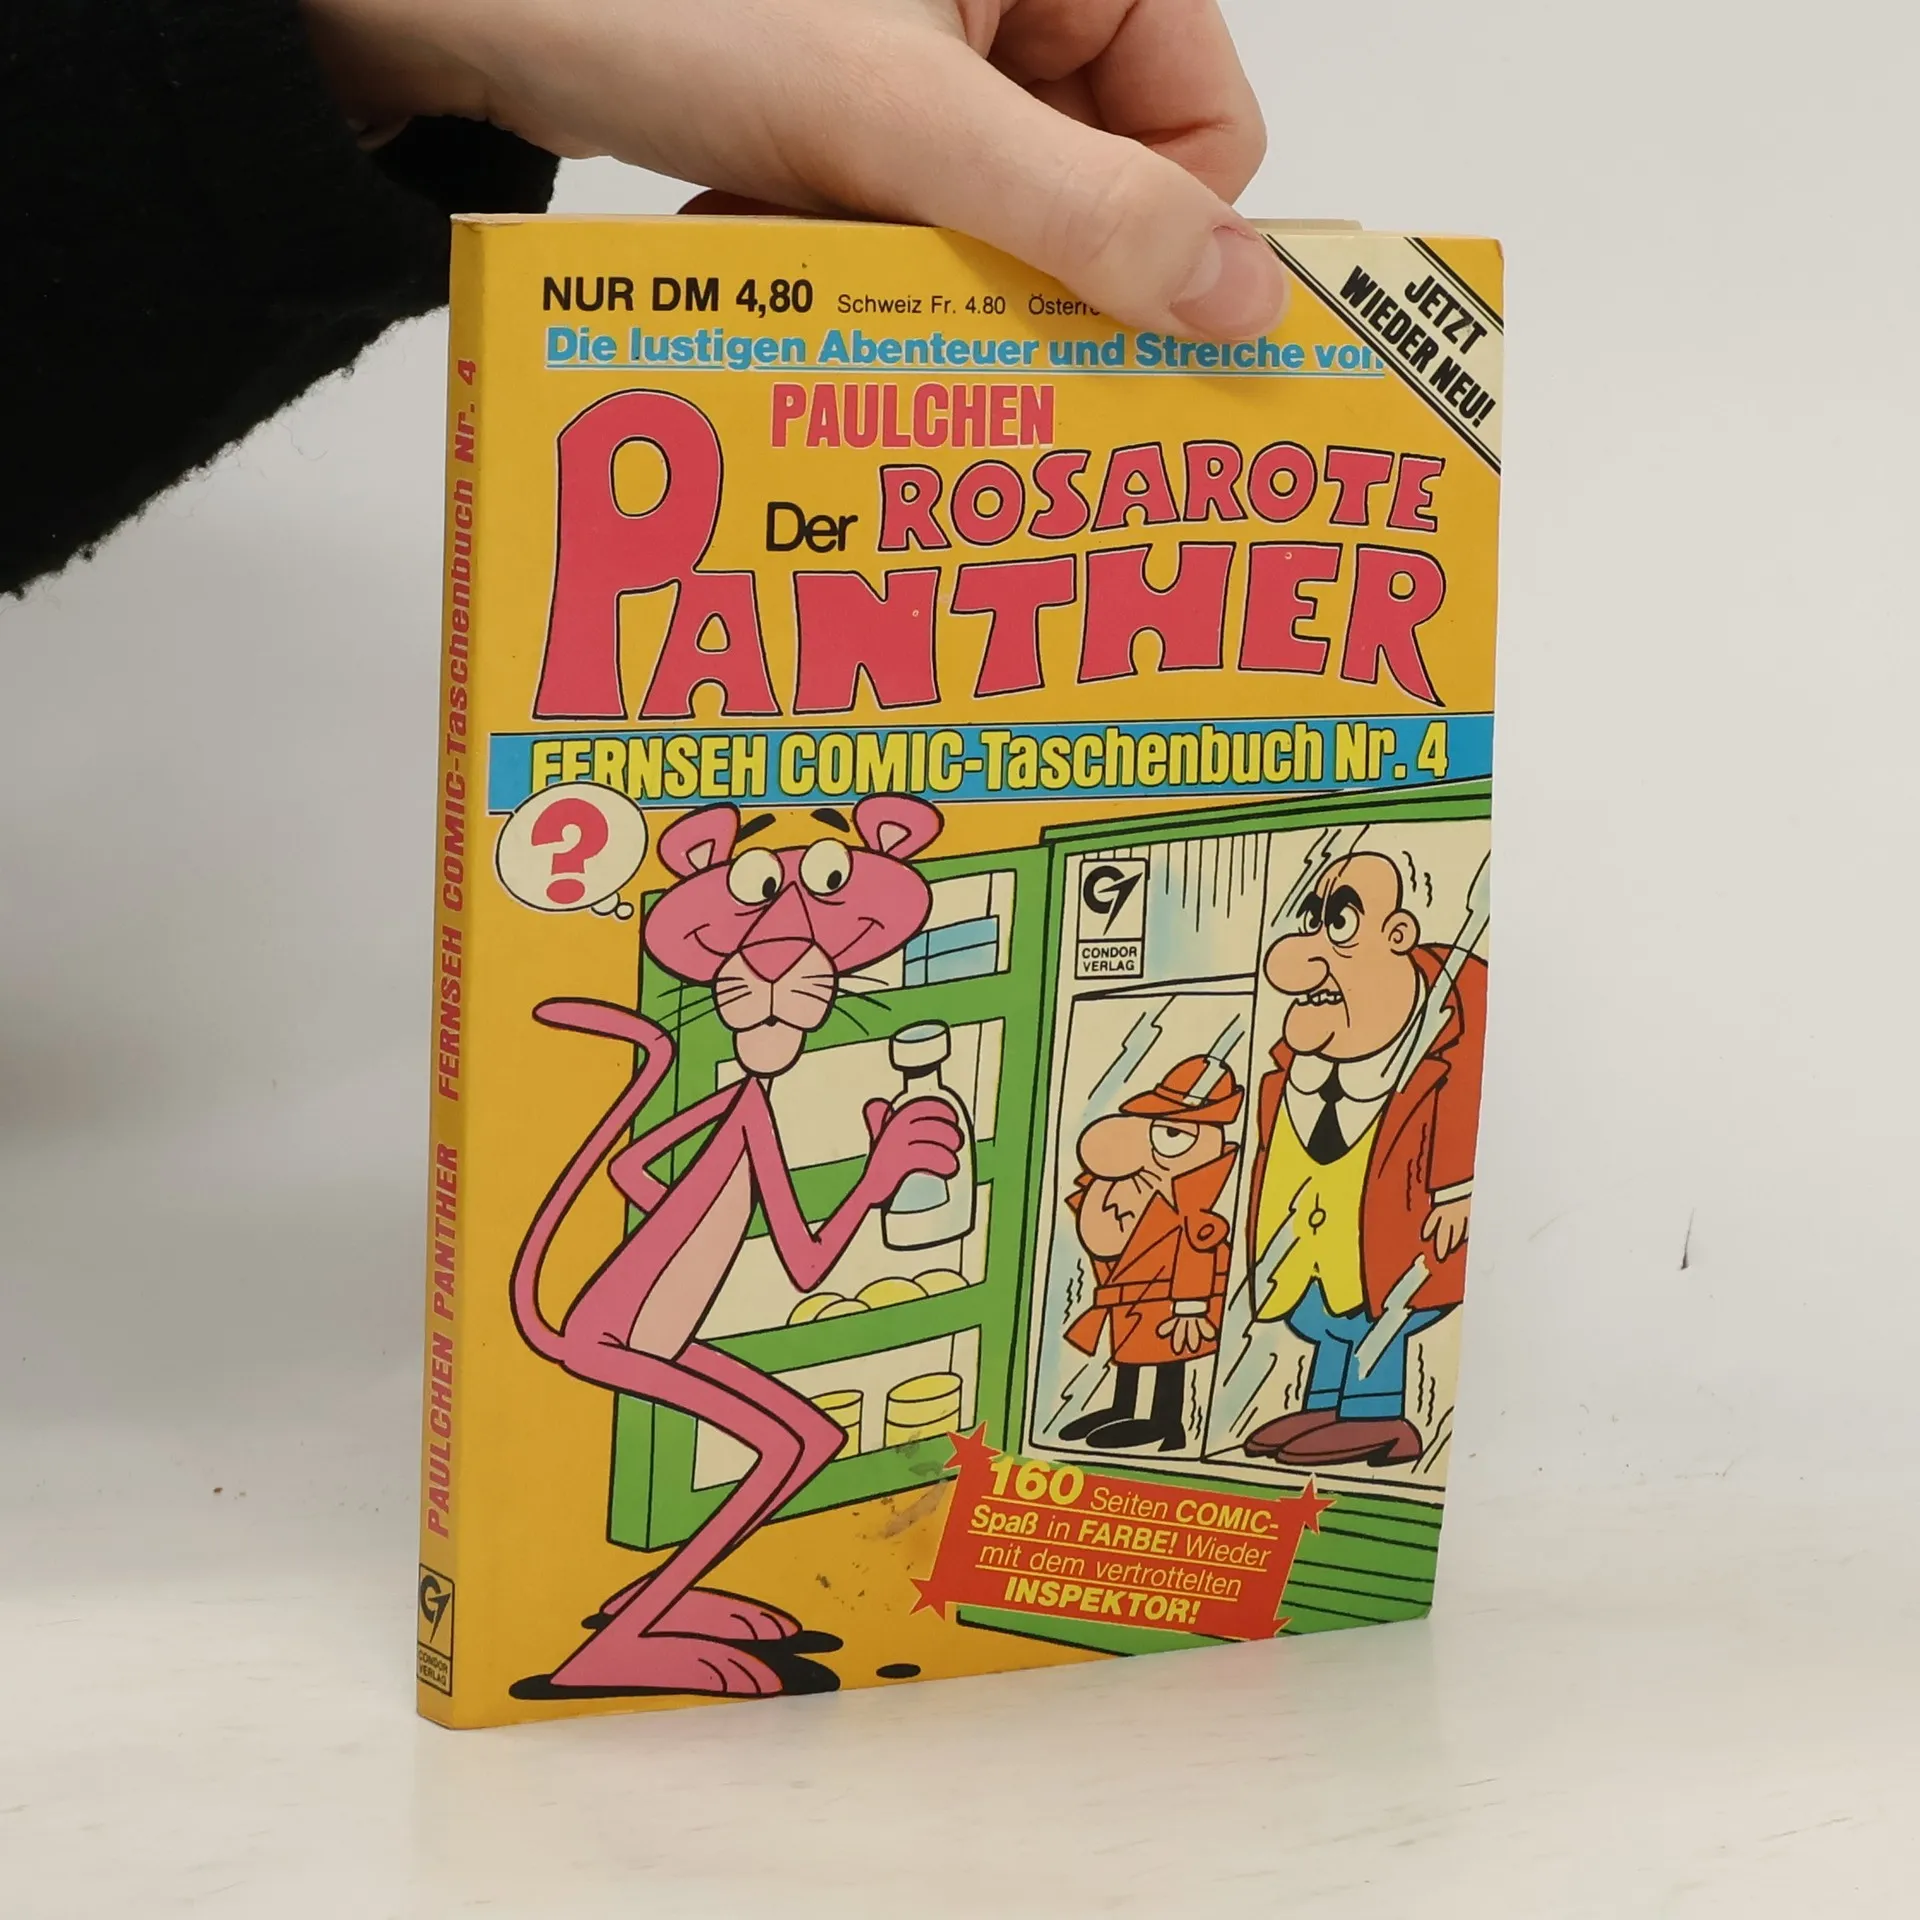 NUR DM 4,80 Schweiz Fr. 4.80
Die lustigen Abenteuer und Streiche von
JETZT
WIEDER NEU!
PAULCHEN
Der ROSAROTE
PANTHER
FERNSEH COMIC-Taschenbuch Nr. 4
?
CONDOR
VERLAG
160 Seiten COMIC-
Spaß in FARBE! Wieder
mit dem vertrottelten
INSPEKTOR!
PAULCHEN PANTHER FERNSEH COMIC-Taschenbuch Nr. 4
CONDOR
VERLAG